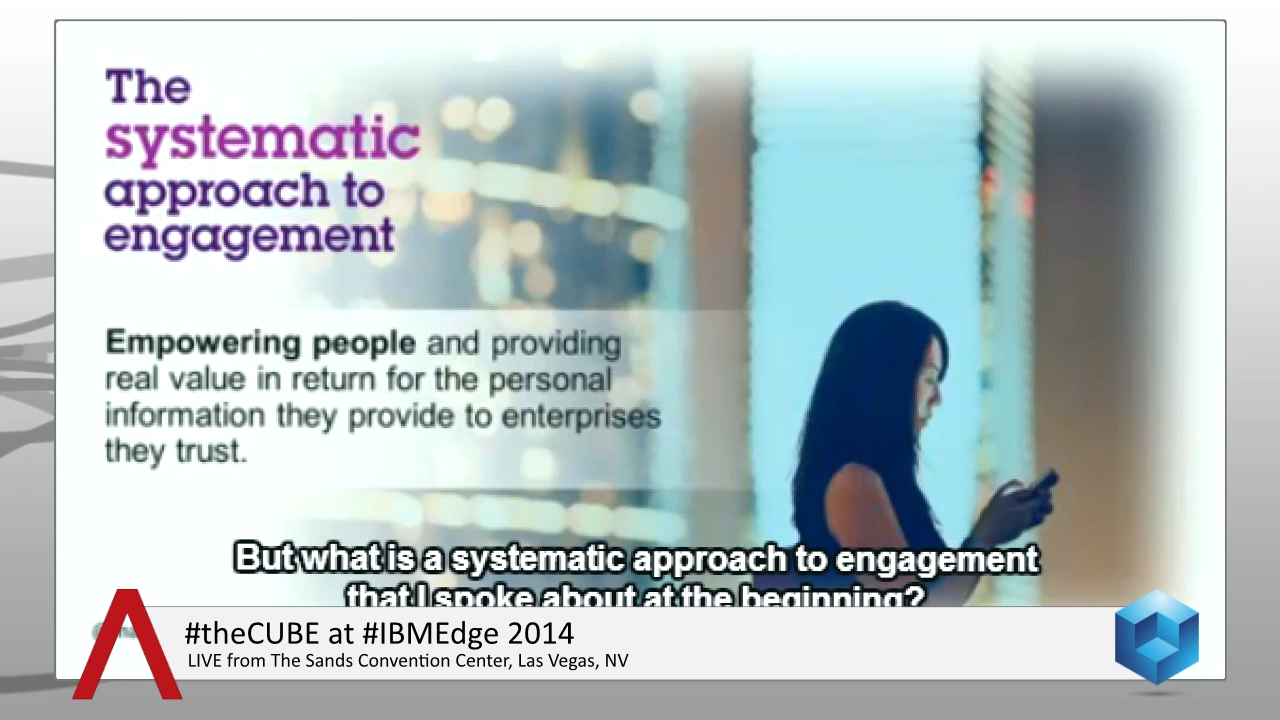 The
systematic
approach to
engagement
Empowering people and providing
real value in return for the personal
information they provide to enterprises
they trust.
But what is a systematic approach to engagement
that I spoke about at the beginning?
#theCUBE at #IBMEdge 2014
LIVE from The Sands Convention Center, Las Vegas, NV